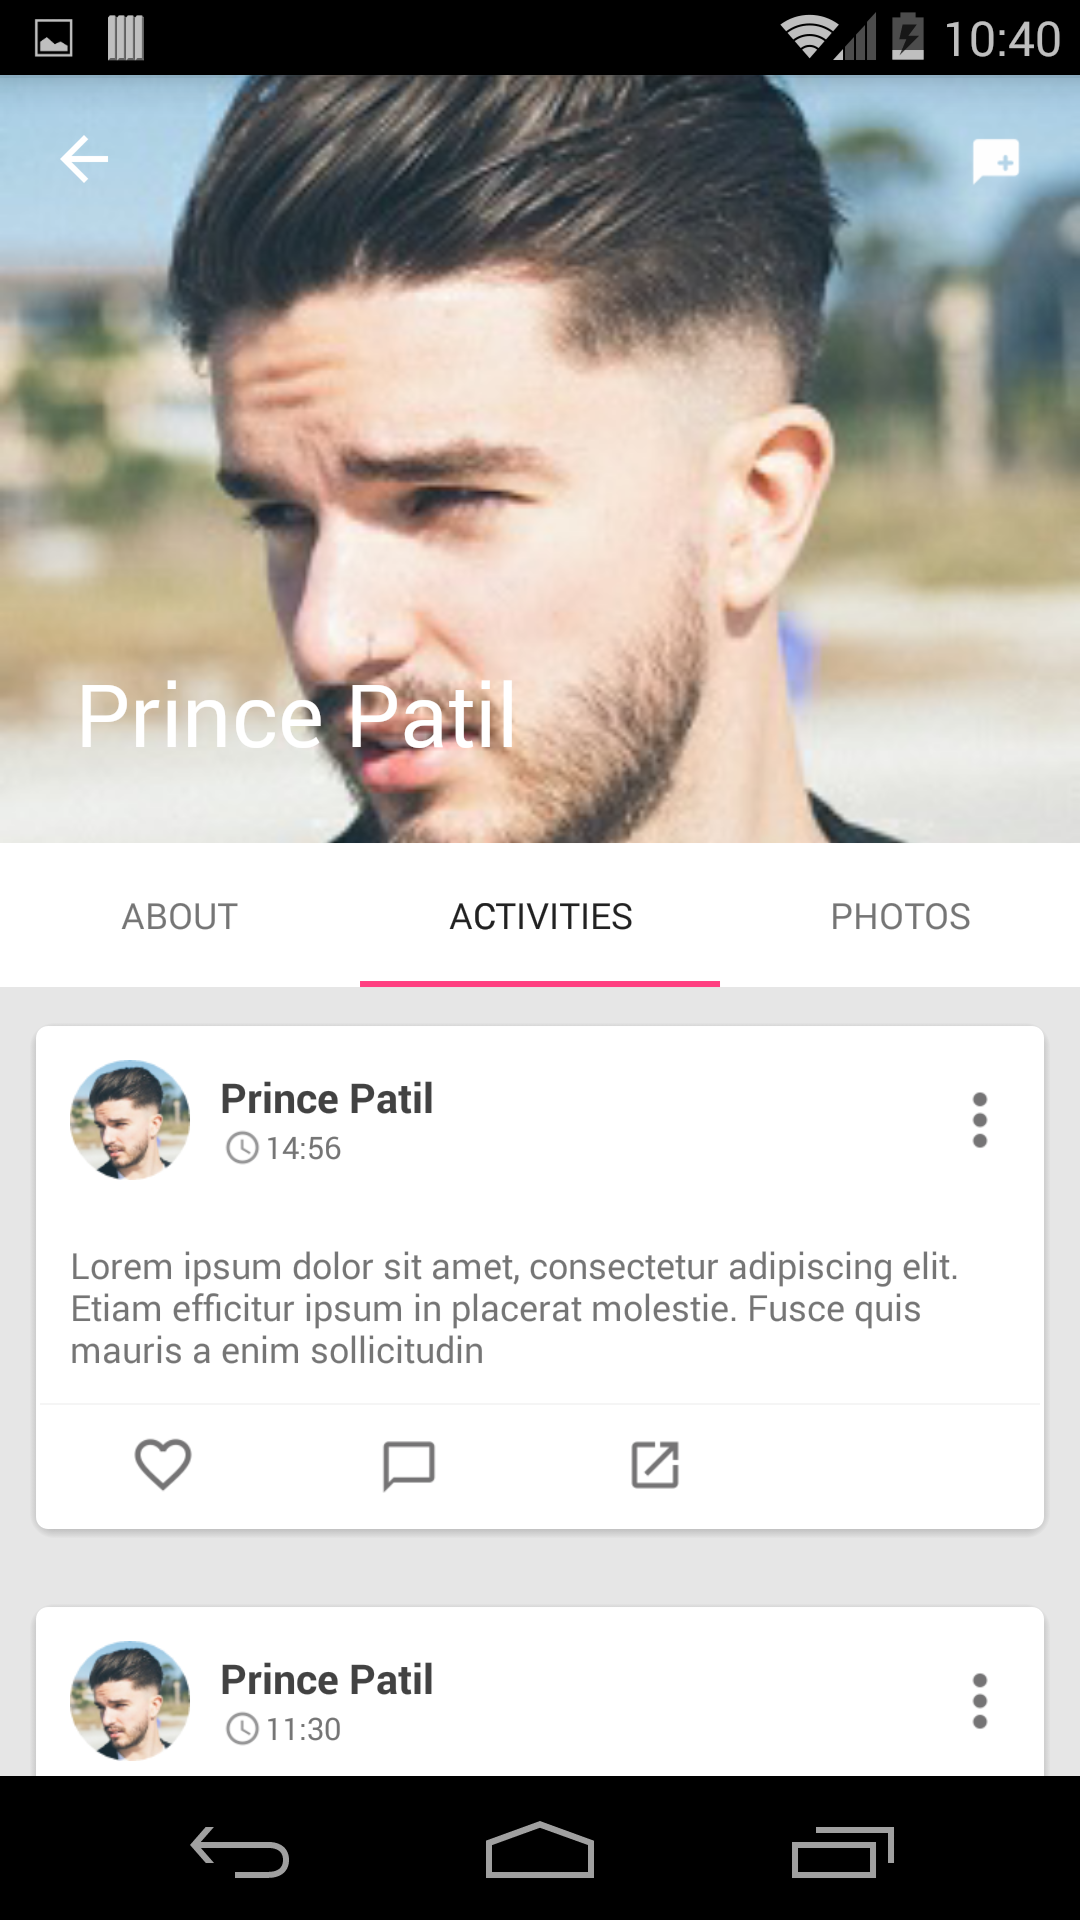 10:40
Prince Patil
ABOUT ACTIVITIES PHOTOS
Prince Patil
14:56
Lorem ipsum dolor sit amet, consectetur adipiscing elit.
Etiam efficitur ipsum in placerat molestie. Fusce quis
mauris a enim sollicitudin
Prince Patil
11:30